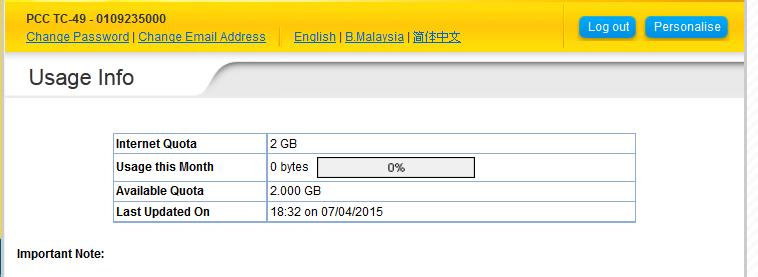 PCC TC-49 - 0109235000
Change Password | Change Email Address English | B.Malaysia | 简体中文 Log out Personalise
Usage Info
Internet Quota 2 GB
Usage this Month 0 bytes 0%
Available Quota 2.000 GB
Last Updated On 18:32 on 07/04/2015
Important Note: